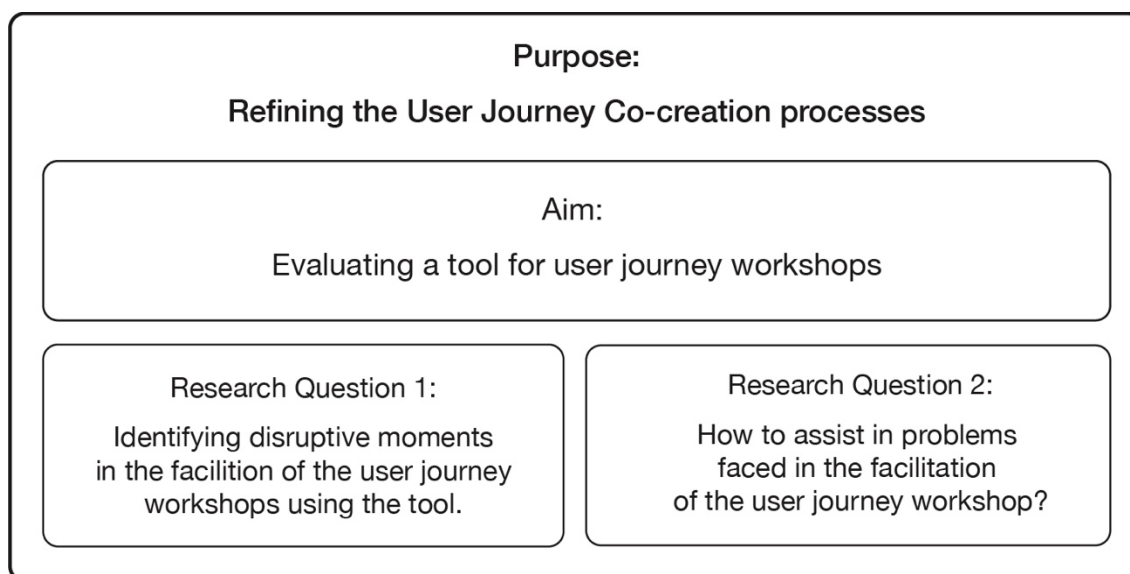 Purpose:
Refining the User Journey Co-creation processes
Aim:
Evaluating a tool for user journey workshops
Research Question 1:
Identifying disruptive moments
in the facilition of the user journey
workshops using the tool.
Research Question 2:
How to assist in problems
faced in the facilitation
of the user journey workshop?